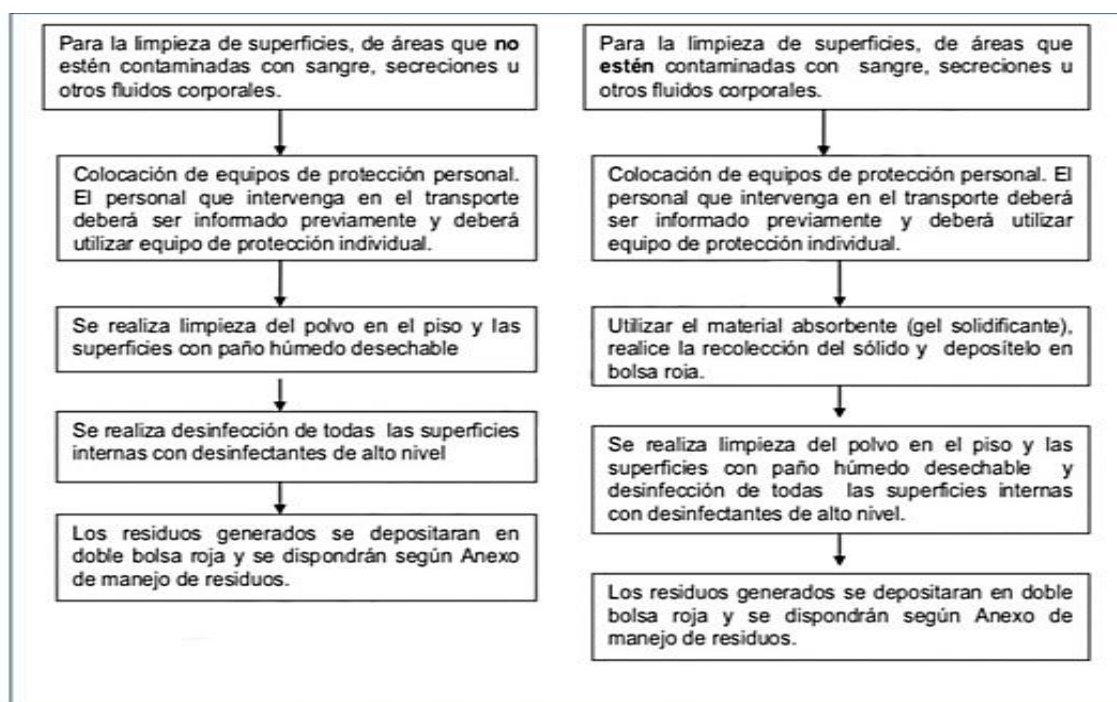 Para la limpieza de superficies, de áreas que no
estén contaminadas con sangre, secreciones u
otros fluidos corporales.
Colocación de equipos de protección personal.
El personal que intervenga en el transporte
deberá ser informado previamente y deberá
utilizar equipo de protección individual.
Se realiza limpieza del polvo en el piso y las
superficies con paño húmedo desechable
Se realiza desinfección de todas las superficies
internas con desinfectantes de alto nivel
Los residuos generados se depositaran en
doble bolsa roja y se dispondrán según Anexo
de manejo de residuos.
Para la limpieza de superficies, de áreas que
estén contaminadas con sangre, secreciones u
otros fluidos corporales.
Colocación de equipos de protección personal. El
personal que intervenga en el transporte deberá
ser informado previamente y deberá utilizar
equipo de protección individual.
Utilizar el material absorbente (gel solidificante),
realice la recolección del sólido y deposítelo en
bolsa roja.
Se realiza limpieza del polvo en el piso y las
superficies con paño húmedo desechable y
desinfección de todas las superficies internas
con desinfectantes de alto nivel.
Los residuos generados se depositaran en doble
bolsa roja y se dispondrán según Anexo de
manejo de residuos.